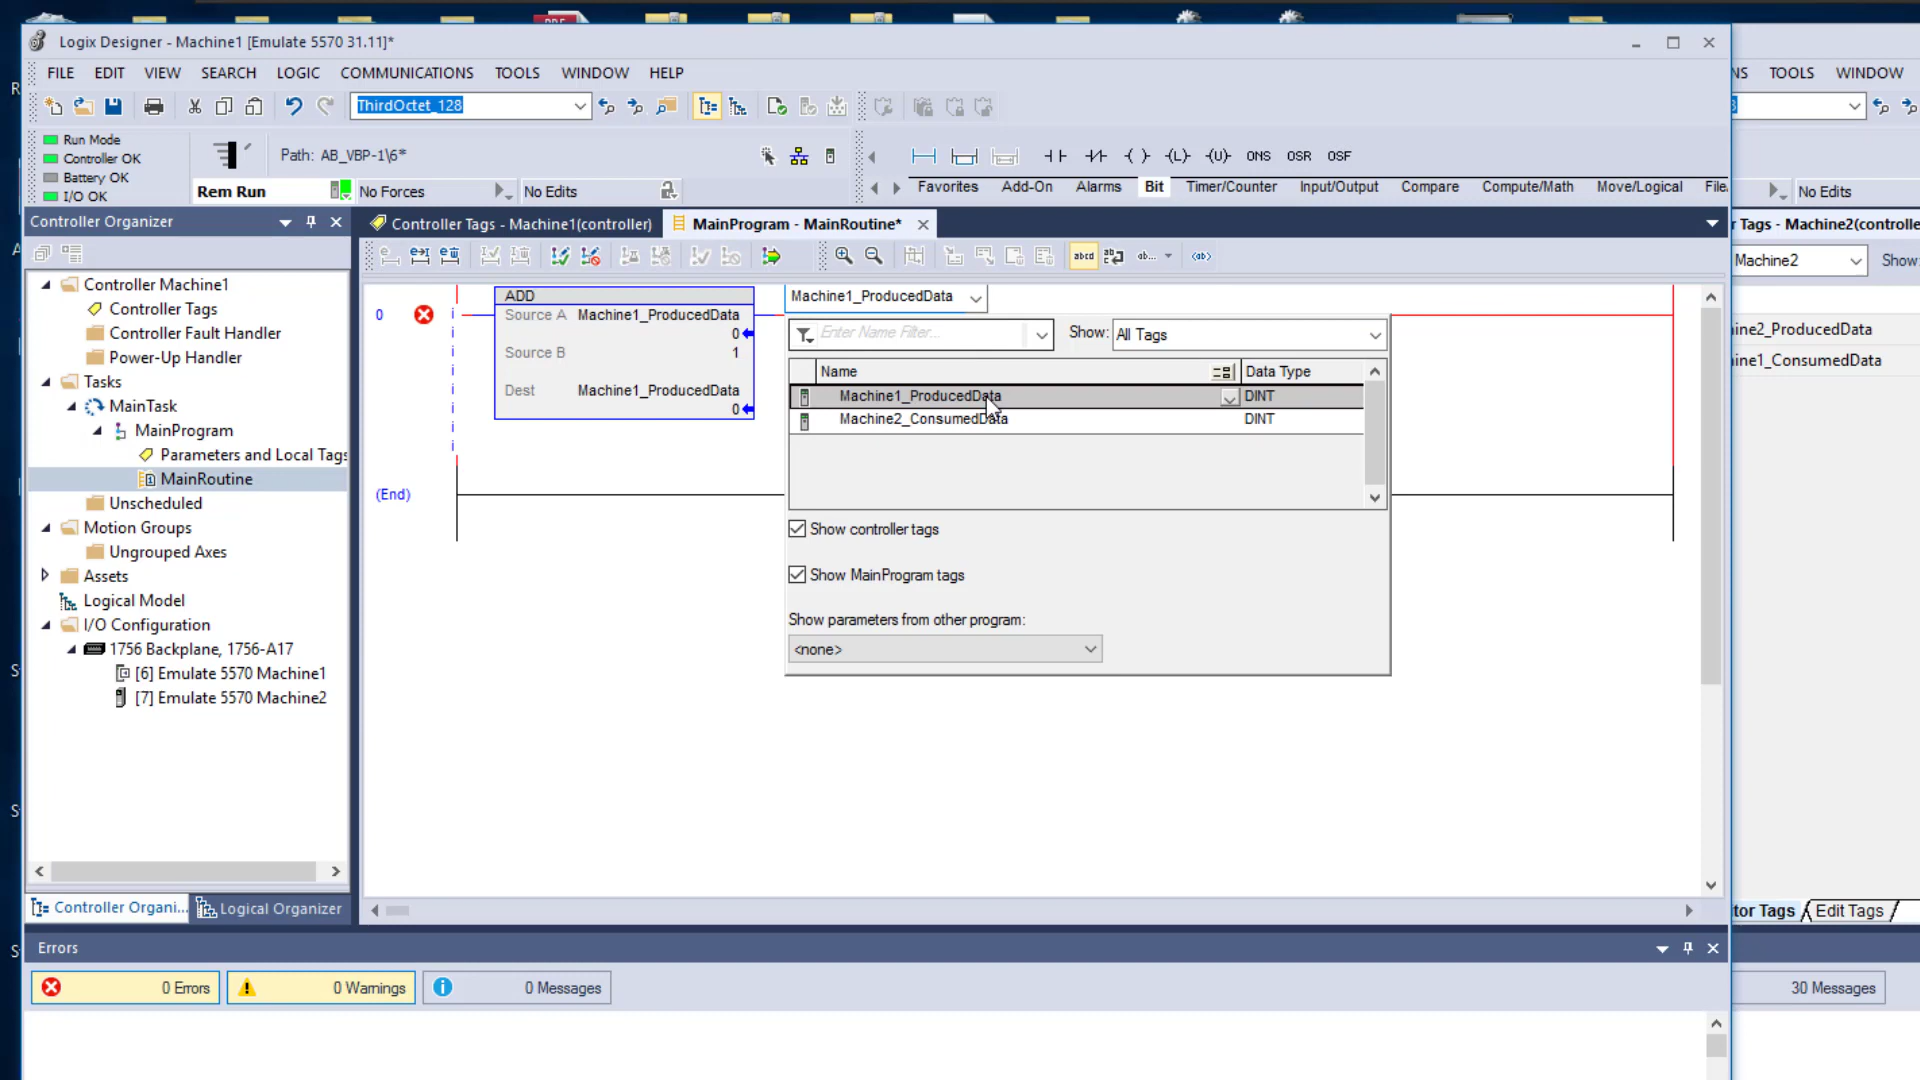 Logix Designer - Machine1 [Emulate 5570 31.11]*
FILE EDIT VIEW SEARCH LOGIC COMMUNICATIONS TOOLS WINDOW HELP
TOOLS WINDOW
ThirdOctet_128
Run Mode
Controller OK
Battery OK
I/O OK
Path: AB_VBP-1\6*
Rem Run
No Forces
No Edits
ONS OSR OSF
Favorites Add-On Alarms Bit Timer/Counter Input/Output Compare Compute/Math Move/Logical File
No Edits
Controller Organizer
Controller Tags - Machine1(controller)
MainProgram - MainRoutine*
r Tags - Machine2(controlle
Machine2
Show:
Controller Machine1
Controller Tags
Controller Fault Handler
Power-Up Handler
Tasks
MainTask
MainProgram
Parameters and Local Tags
MainRoutine
Unscheduled
Motion Groups
Ungrouped Axes
Assets
Logical Model
I/O Configuration
1756 Backplane, 1756-A17
[6] Emulate 5570 Machine1
[7] Emulate 5570 Machine2
Controller Organi...
Logical Organizer
0
ADD
Source A Machine1_ProducedData
0
Source B 1
Dest Machine1_ProducedData
0
(End)
Machine1_ProducedData
Enter Name Filter...
Show: All Tags
Name Data Type
Machine1_ProducedData DINT
Machine2_ConsumedData DINT
Show controller tags
Show MainProgram tags
Show parameters from other program:
<none>
ine2_ProducedData
ine1_ConsumedData
tor Tags Edit Tags
Errors
0 Errors
0 Warnings
0 Messages
30 Messages